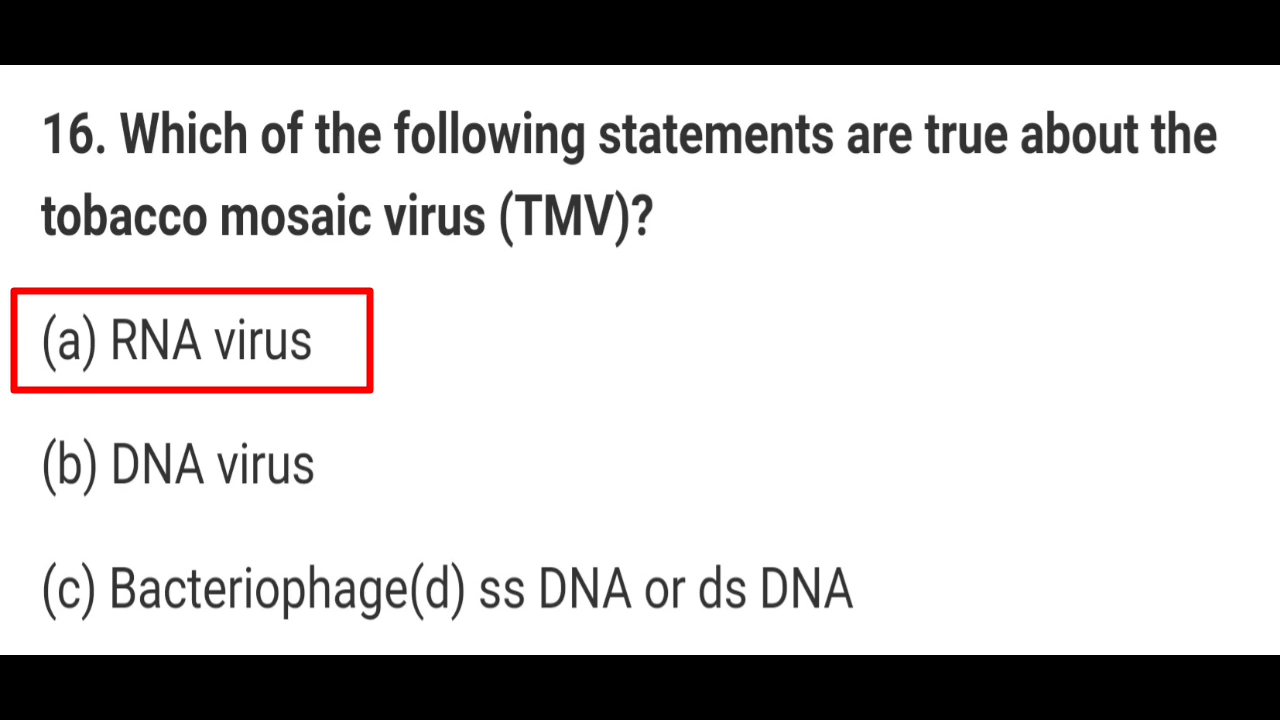 16. Which of the following statements are true about the
tobacco mosaic virus (TMV)?
(a) RNA virus
(b) DNA virus
(c) Bacteriophage(d) ss DNA or ds DNA